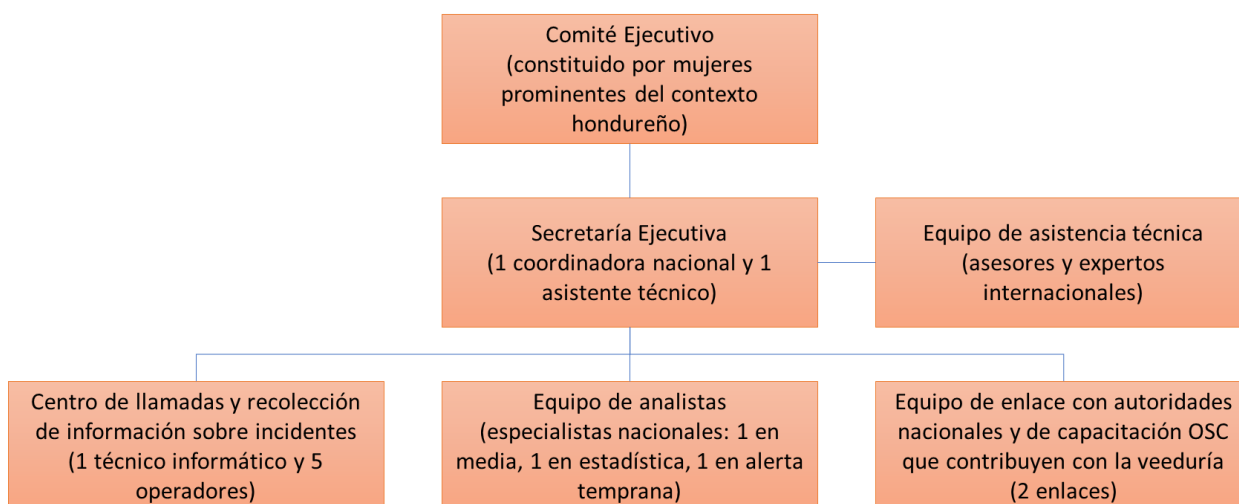 Comité Ejecutivo
(constituido por mujeres
prominentes del contexto
hondureño)
Secretaría Ejecutiva
(1 coordinadora nacional y 1
asistente técnico)
Equipo de asistencia técnica
(asesores y expertos
internacionales)
Centro de llamadas y recolección
de información sobre incidentes
(1 técnico informático y 5
operadores)
Equipo de analistas
(especialistas nacionales: 1 en
media, 1 en estadística, 1 en alerta
temprana)
Equipo de enlace con autoridades
nacionales y de capacitación OSC
que contribuyen con la veeduría
(2 enlaces)